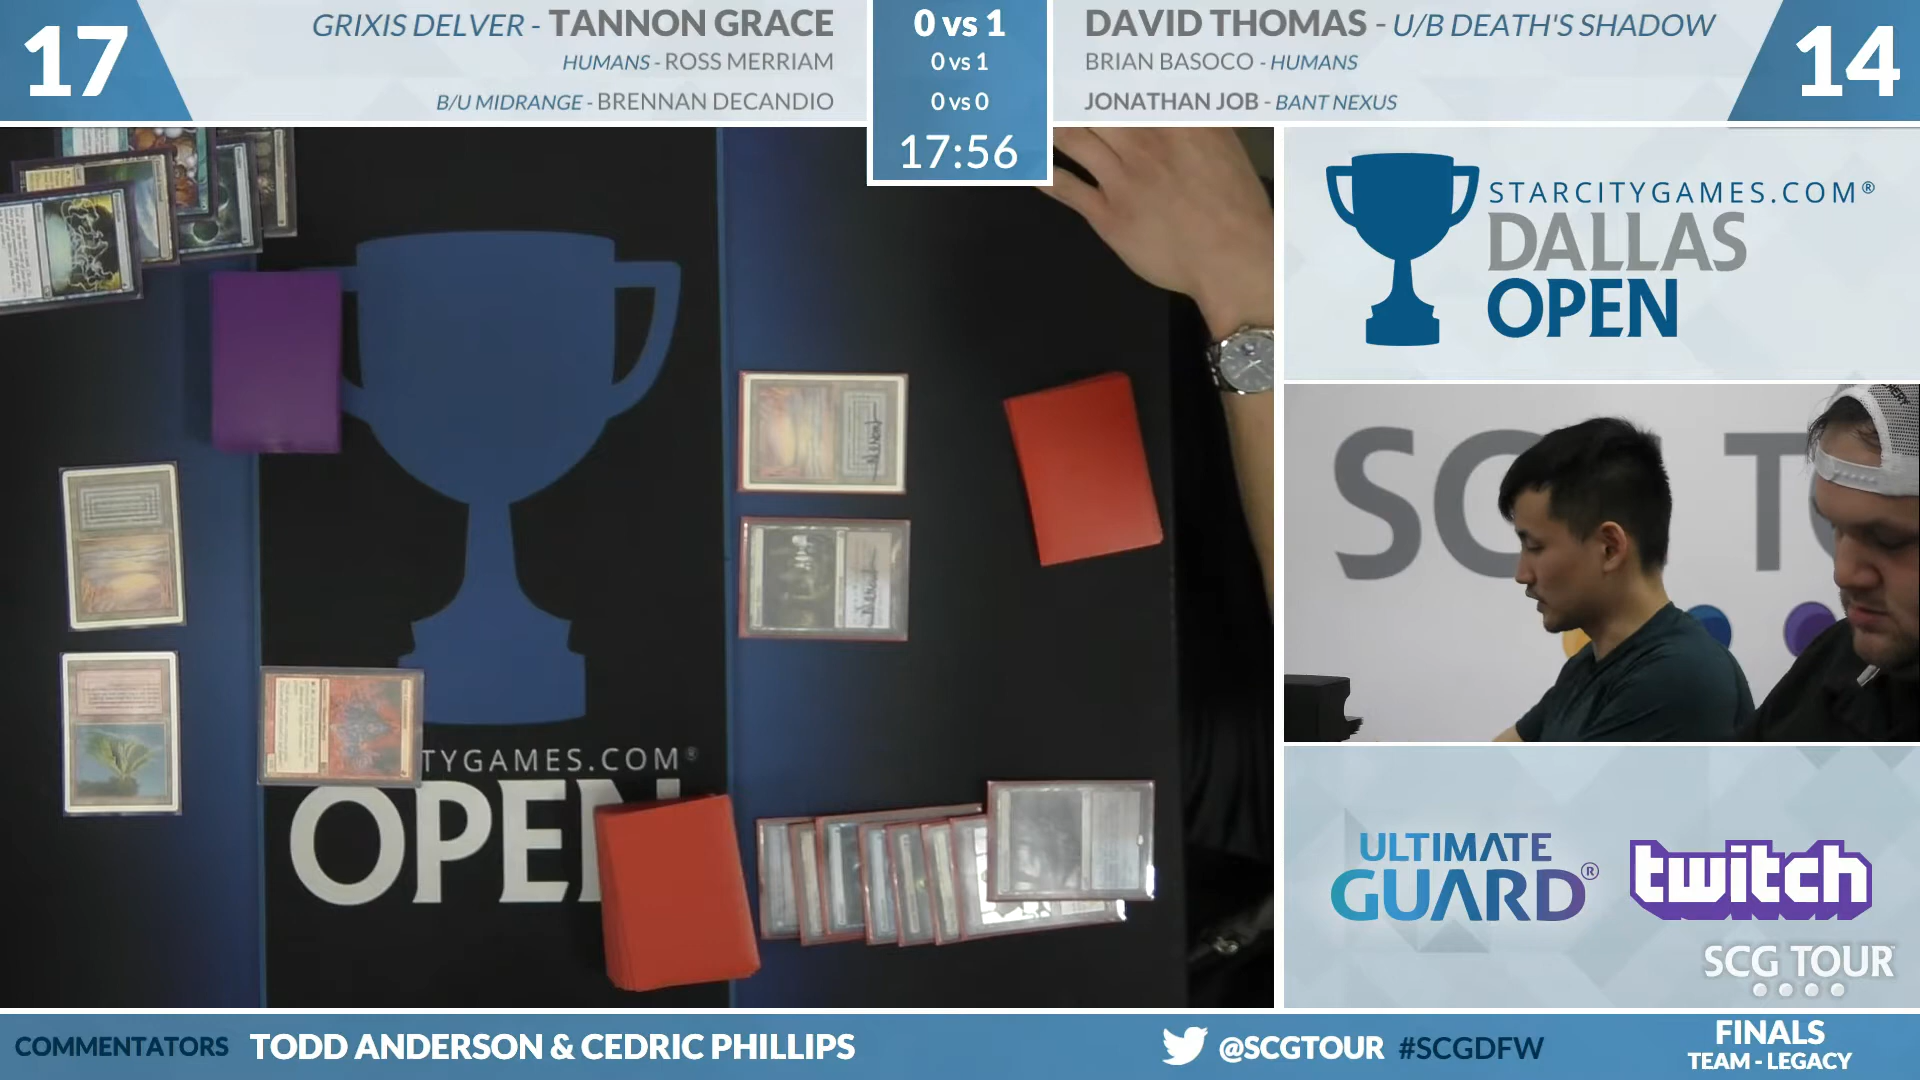 17
GRIXIS DELVER - TANNON GRACE
HUMANS - ROSS MERRIAM
B/U MIDRANGE - BRENNAN DECANDIO
0 vs 1
0 vs 1
0 vs 0
17:56
DAVID THOMAS - U/B DEATH'S SHADOW
BRIAN BASOCO - HUMANS
JONATHAN JOB - BANT NEXUS
14
STARCITYGAMES.COM®
DALLAS
OPEN
TYGAMES.COM®
OPEN
SCG T
ULTIMATE
GUARD®
twitch
SCG TOUR
COMMENTATORS TODD ANDERSON & CEDRIC PHILLIPS
@SCGTOUR #SCGDFW
FINALS
TEAM - LEGACY